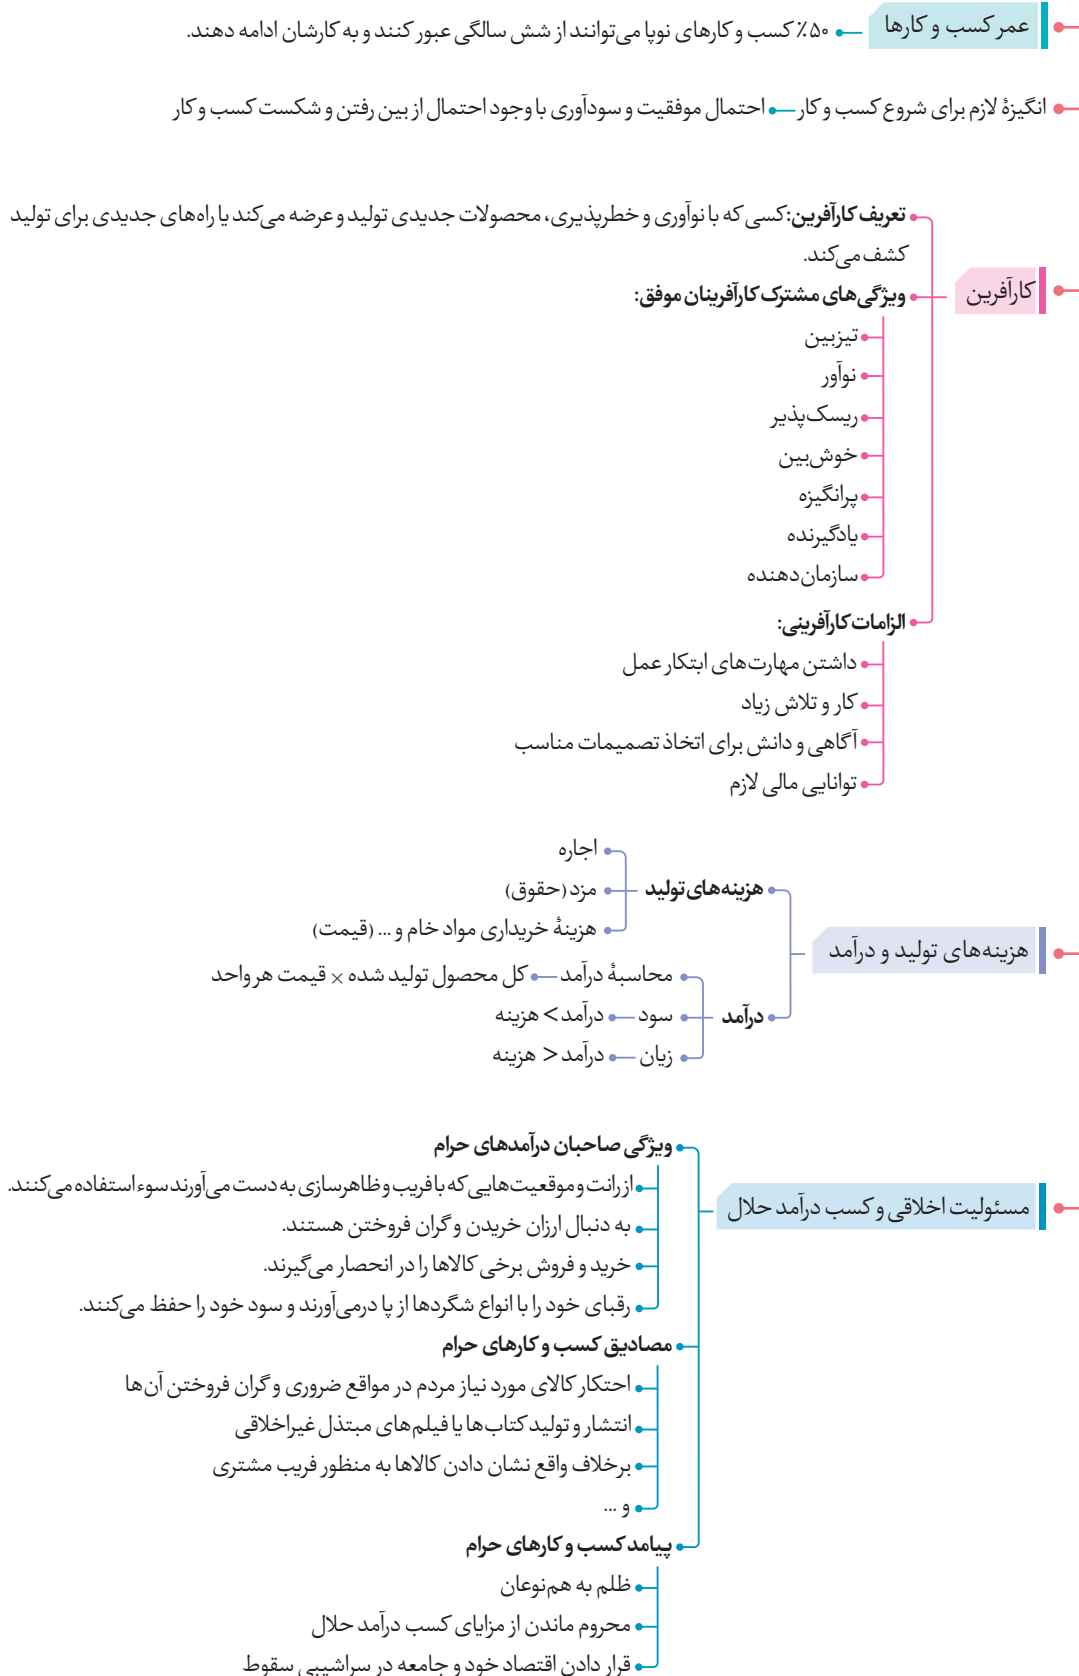 عمر کسب و کارها ۵۰٪ کسب و کارهای نوپا می‌توانند از شش سالگی عبور کنند و به کارشان ادامه دهند.
انگیزهٔ لازم برای شروع کسب و کار احتمال موفقیت و سودآوری با وجود احتمال از بین رفتن و شکست کسب و کار
تعریف کارآفرین: کسی که با نوآوری و خطرپذیری، محصولات جدیدی تولید و عرضه می‌کند یا راه‌های جدیدی برای تولید
کشف می‌کند.
کارآفرین
ویژگی‌های مشترک کارآفرینان موفق:
تیزبین
نوآور
ریسک‌پذیر
خوش‌بین
پرانگیزه
یادگیرنده
سازمان‌دهنده
الزامات کارآفرینی:
داشتن مهارت‌های ابتکار عمل
کار و تلاش زیاد
آگاهی و دانش برای اتخاذ تصمیمات مناسب
توانایی مالی لازم
هزینه‌های تولید و درآمد
هزینه‌های تولید
اجاره
مزد (حقوق)
هزینهٔ خریداری مواد خام و ... (قیمت)
درآمد
محاسبهٔ درآمد کل محصول تولید شده × قیمت هر واحد
سود درآمد > هزینه
زیان درآمد < هزینه
مسئولیت اخلاقی و کسب درآمد حلال
ویژگی صاحبان درآمدهای حرام
از رانت و موقعیت‌هایی که با فریب و ظاهرسازی به دست می‌آورند سوء استفاده می‌کنند.
به دنبال ارزان خریدن و گران فروختن هستند.
خرید و فروش برخی کالاها را در انحصار می‌گیرند.
رقبای خود را با انواع شگردها از پا درمی‌آورند و سود خود را حفظ می‌کنند.
مصادیق کسب و کارهای حرام
احتکار کالای مورد نیاز مردم در مواقع ضروری و گران فروختن آن‌ها
انتشار و تولید کتاب‌ها یا فیلم‌های مبتذل غیراخلاقی
برخلاف واقع نشان دادن کالاها به منظور فریب مشتری
و ...
پیامد کسب و کارهای حرام
ظلم به هم‌نوعان
محروم ماندن از مزایای کسب درآمد حلال
قرار دادن اقتصاد خود و جامعه در سراشیبی سقوط